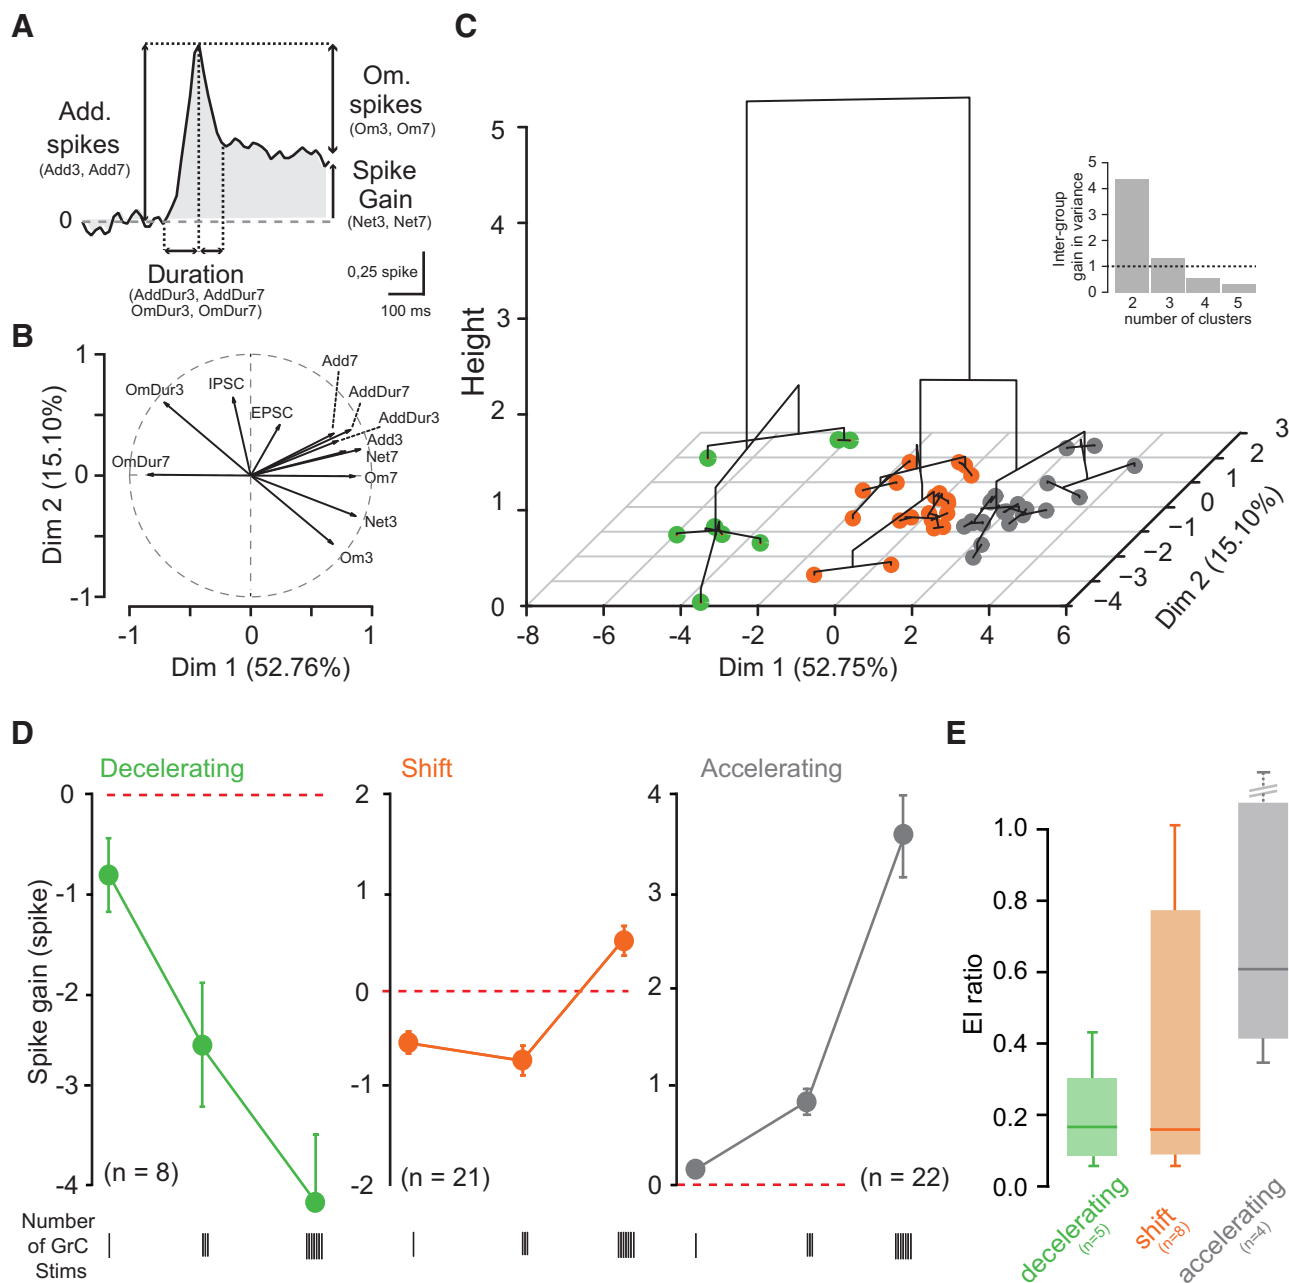 A
Add.
spikes
(Add3, Add7)
Om.
spikes
(Om3, Om7)
Spike
Gain
(Net3, Net7)
0
Duration
(AddDur3, AddDur7
OmDur3, OmDur7)
0,25 spike
100 ms
B
1
0
-1
Dim 2 (15.10%)
OmDur3
IPSC
EPSC
Add7
AddDur7
AddDur3
Add3
Net7
Om7
Net3
Om3
OmDur7
-1
0
1
Dim 1 (52.76%)
C
5
4
3
2
1
0
Height
-8
-6
-4
-2
0
2
4
6
Dim 1 (52.75%)
3
2
1
0
−1
−2
−3
−4
Dim 2 (15.10%)
Inter-group
gain in variance
5
4
3
2
1
0
2
3
4
5
number of clusters
D
Decelerating
Shift
Accelerating
Spike gain (spike)
0
-1
-2
-3
-4
(n = 8)
2
1
0
-1
-2
(n = 21)
4
3
2
1
0
(n = 22)
Number
of GrC
Stims
E
EI ratio
1.0
0.8
0.6
0.4
0.2
0.0
decelerating
(n=5)
shift
(n=8)
accelerating
(n=4)